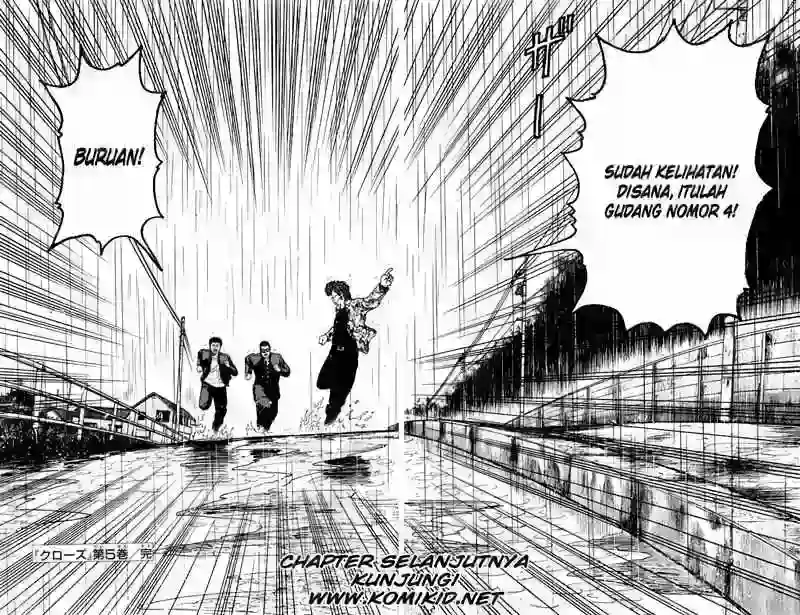 ザー
SUDAH KELIHATAN!
DISANA, ITULAH
GUDANG NOMOR 4!
BURUAN!
『クローズ』第5巻 完
CHAPTER SELANJUTNYA
KUNJUNGI
WWW.KOMIKID.NET